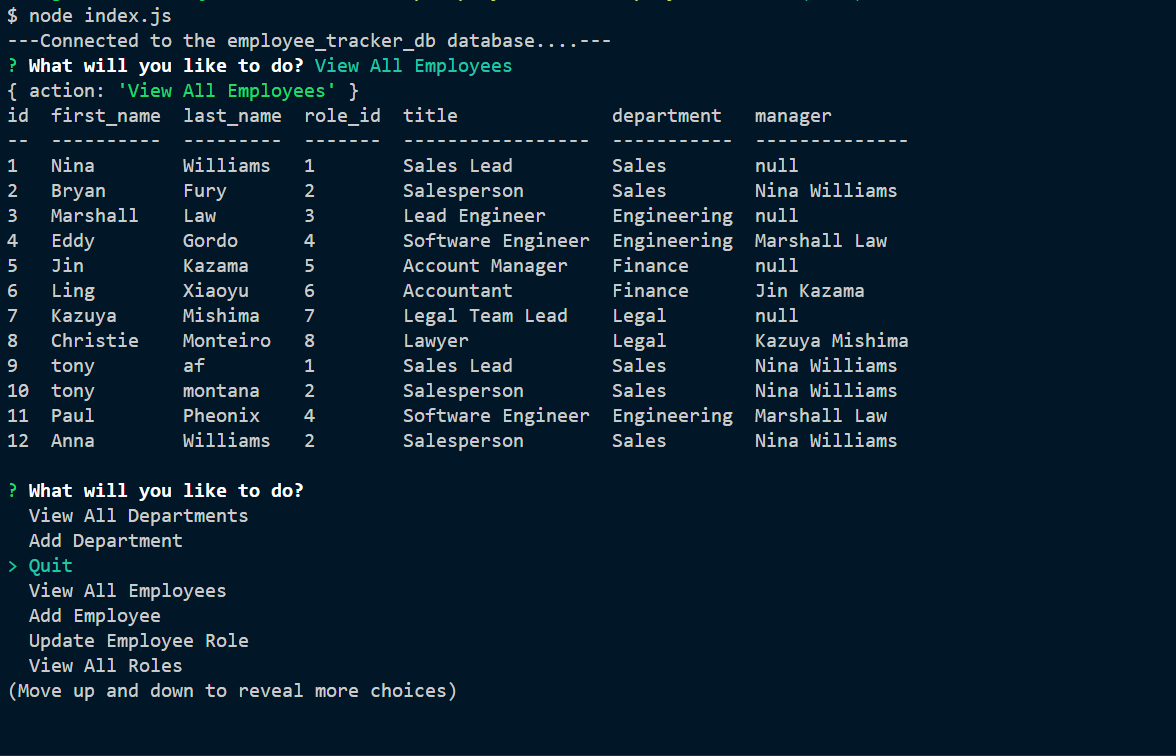 $ node index.js
---Connected to the employee_tracker_db database....---
? What will you like to do? View All Employees
{ action: 'View All Employees' }
id  first_name  last_name  role_id  title              department   manager
--  ----------  ---------  -------  -----------------  -----------  --------------
1   Nina        Williams   1        Sales Lead         Sales        null
2   Bryan       Fury       2        Salesperson        Sales        Nina Williams
3   Marshall    Law        3        Lead Engineer      Engineering  null
4   Eddy        Gordo      4        Software Engineer  Engineering  Marshall Law
5   Jin         Kazama     5        Account Manager    Finance      null
6   Ling        Xiaoyu     6        Accountant         Finance      Jin Kazama
7   Kazuya      Mishima    7        Legal Team Lead    Legal        null
8   Christie    Monteiro   8        Lawyer             Legal        Kazuya Mishima
9   tony        af         1        Sales Lead         Sales        Nina Williams
10  tony        montana    2        Salesperson        Sales        Nina Williams
11  Paul        Pheonix    4        Software Engineer  Engineering  Marshall Law
12  Anna        Williams   2        Salesperson        Sales        Nina Williams
? What will you like to do?
  View All Departments
  Add Department
> Quit
  View All Employees
  Add Employee
  Update Employee Role
  View All Roles
(Move up and down to reveal more choices)